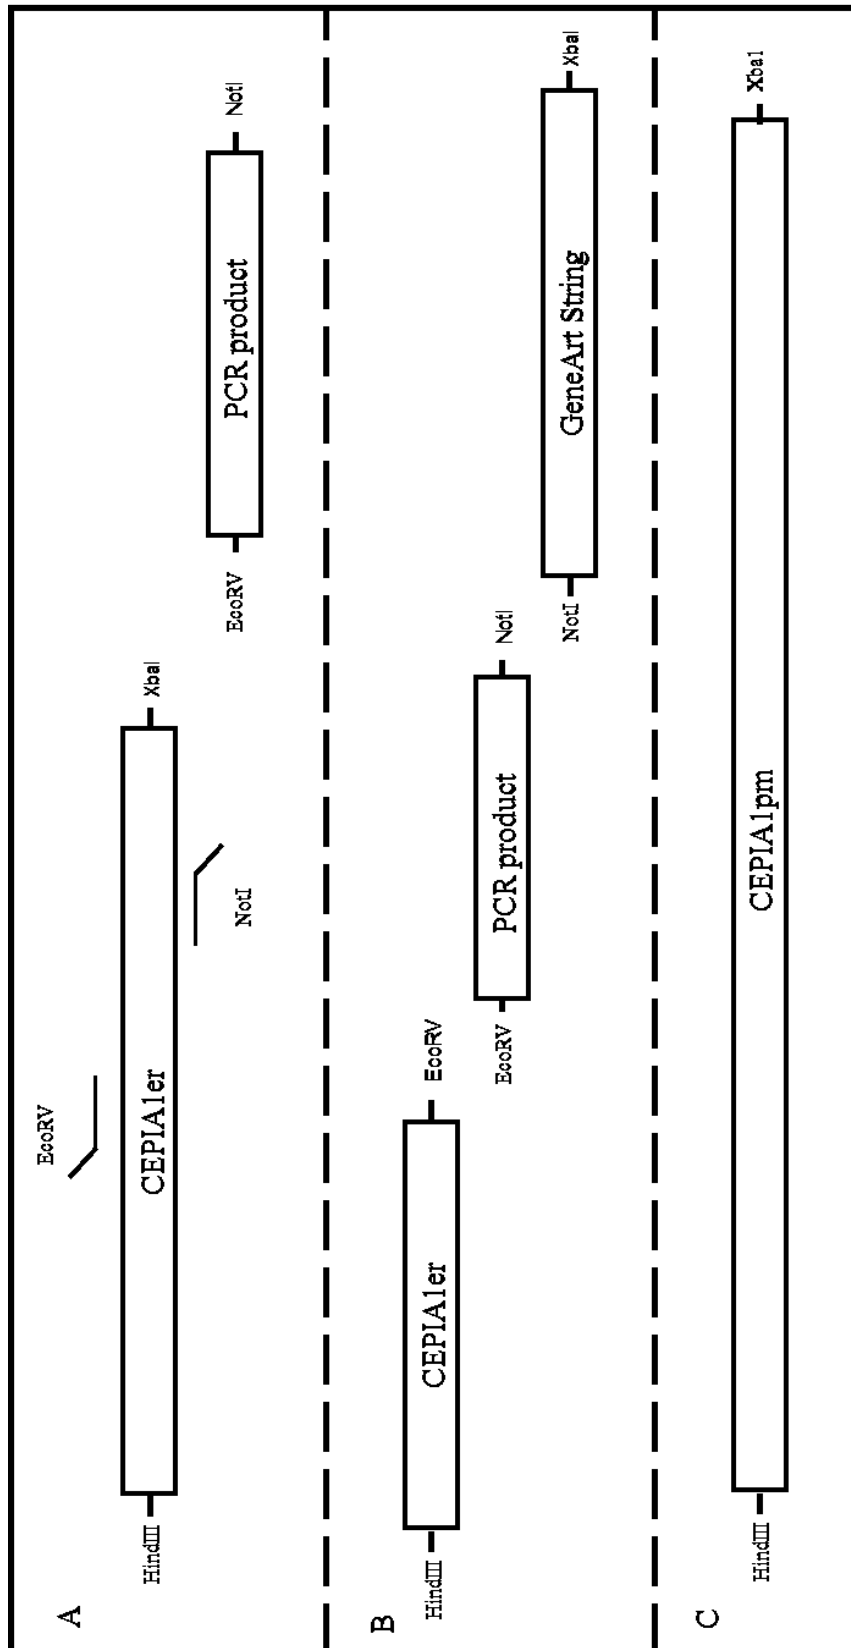 A
EcoRV
HindIII
CEPIA1er
XbaI
NotI
EcoRV
PCR product
NotI
B
HindIII
CEPIA1er
EcoRV
EcoRV
PCR product
NotI
NotI
GeneArt String
XbaI
C
HindIII
CEPIA1pm
Xba1